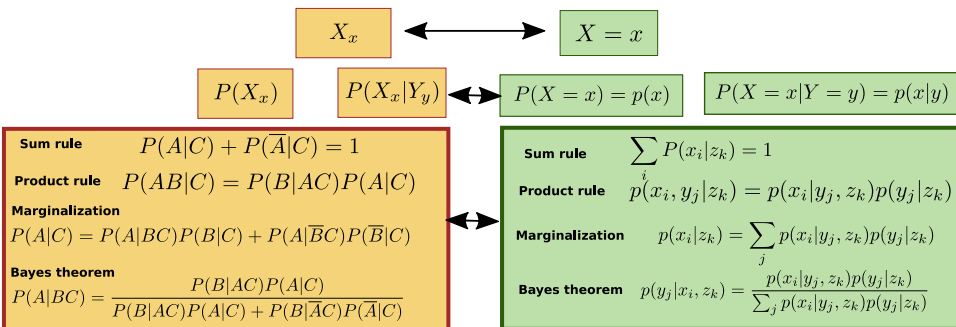 $X_x$ $X = x$
$P(X_x)$ $P(X_x|Y_y)$ $P(X = x) = p(x)$ $P(X = x|Y = y) = p(x|y)$
Sum rule $P(A|C) + P(\overline{A}|C) = 1$
Product rule $P(AB|C) = P(B|AC)P(A|C)$
Marginalization
$P(A|C) = P(A|BC)P(B|C) + P(A|\overline{B}C)P(\overline{B}|C)$
Bayes theorem
$P(A|BC) = \dfrac{P(B|AC)P(A|C)}{P(B|AC)P(A|C) + P(B|\overline{A}C)P(\overline{A}|C)}$
Sum rule $\sum_i P(x_i|z_k) = 1$
Product rule $p(x_i, y_j|z_k) = p(x_i|y_j, z_k)p(y_j|z_k)$
Marginalization $p(x_i|z_k) = \sum_j p(x_i|y_j, z_k)p(y_j|z_k)$
Bayes theorem $p(y_j|x_i, z_k) = \dfrac{p(x_i|y_j, z_k)p(y_j|z_k)}{\sum_j p(x_i|y_j, z_k)p(y_j|z_k)}$